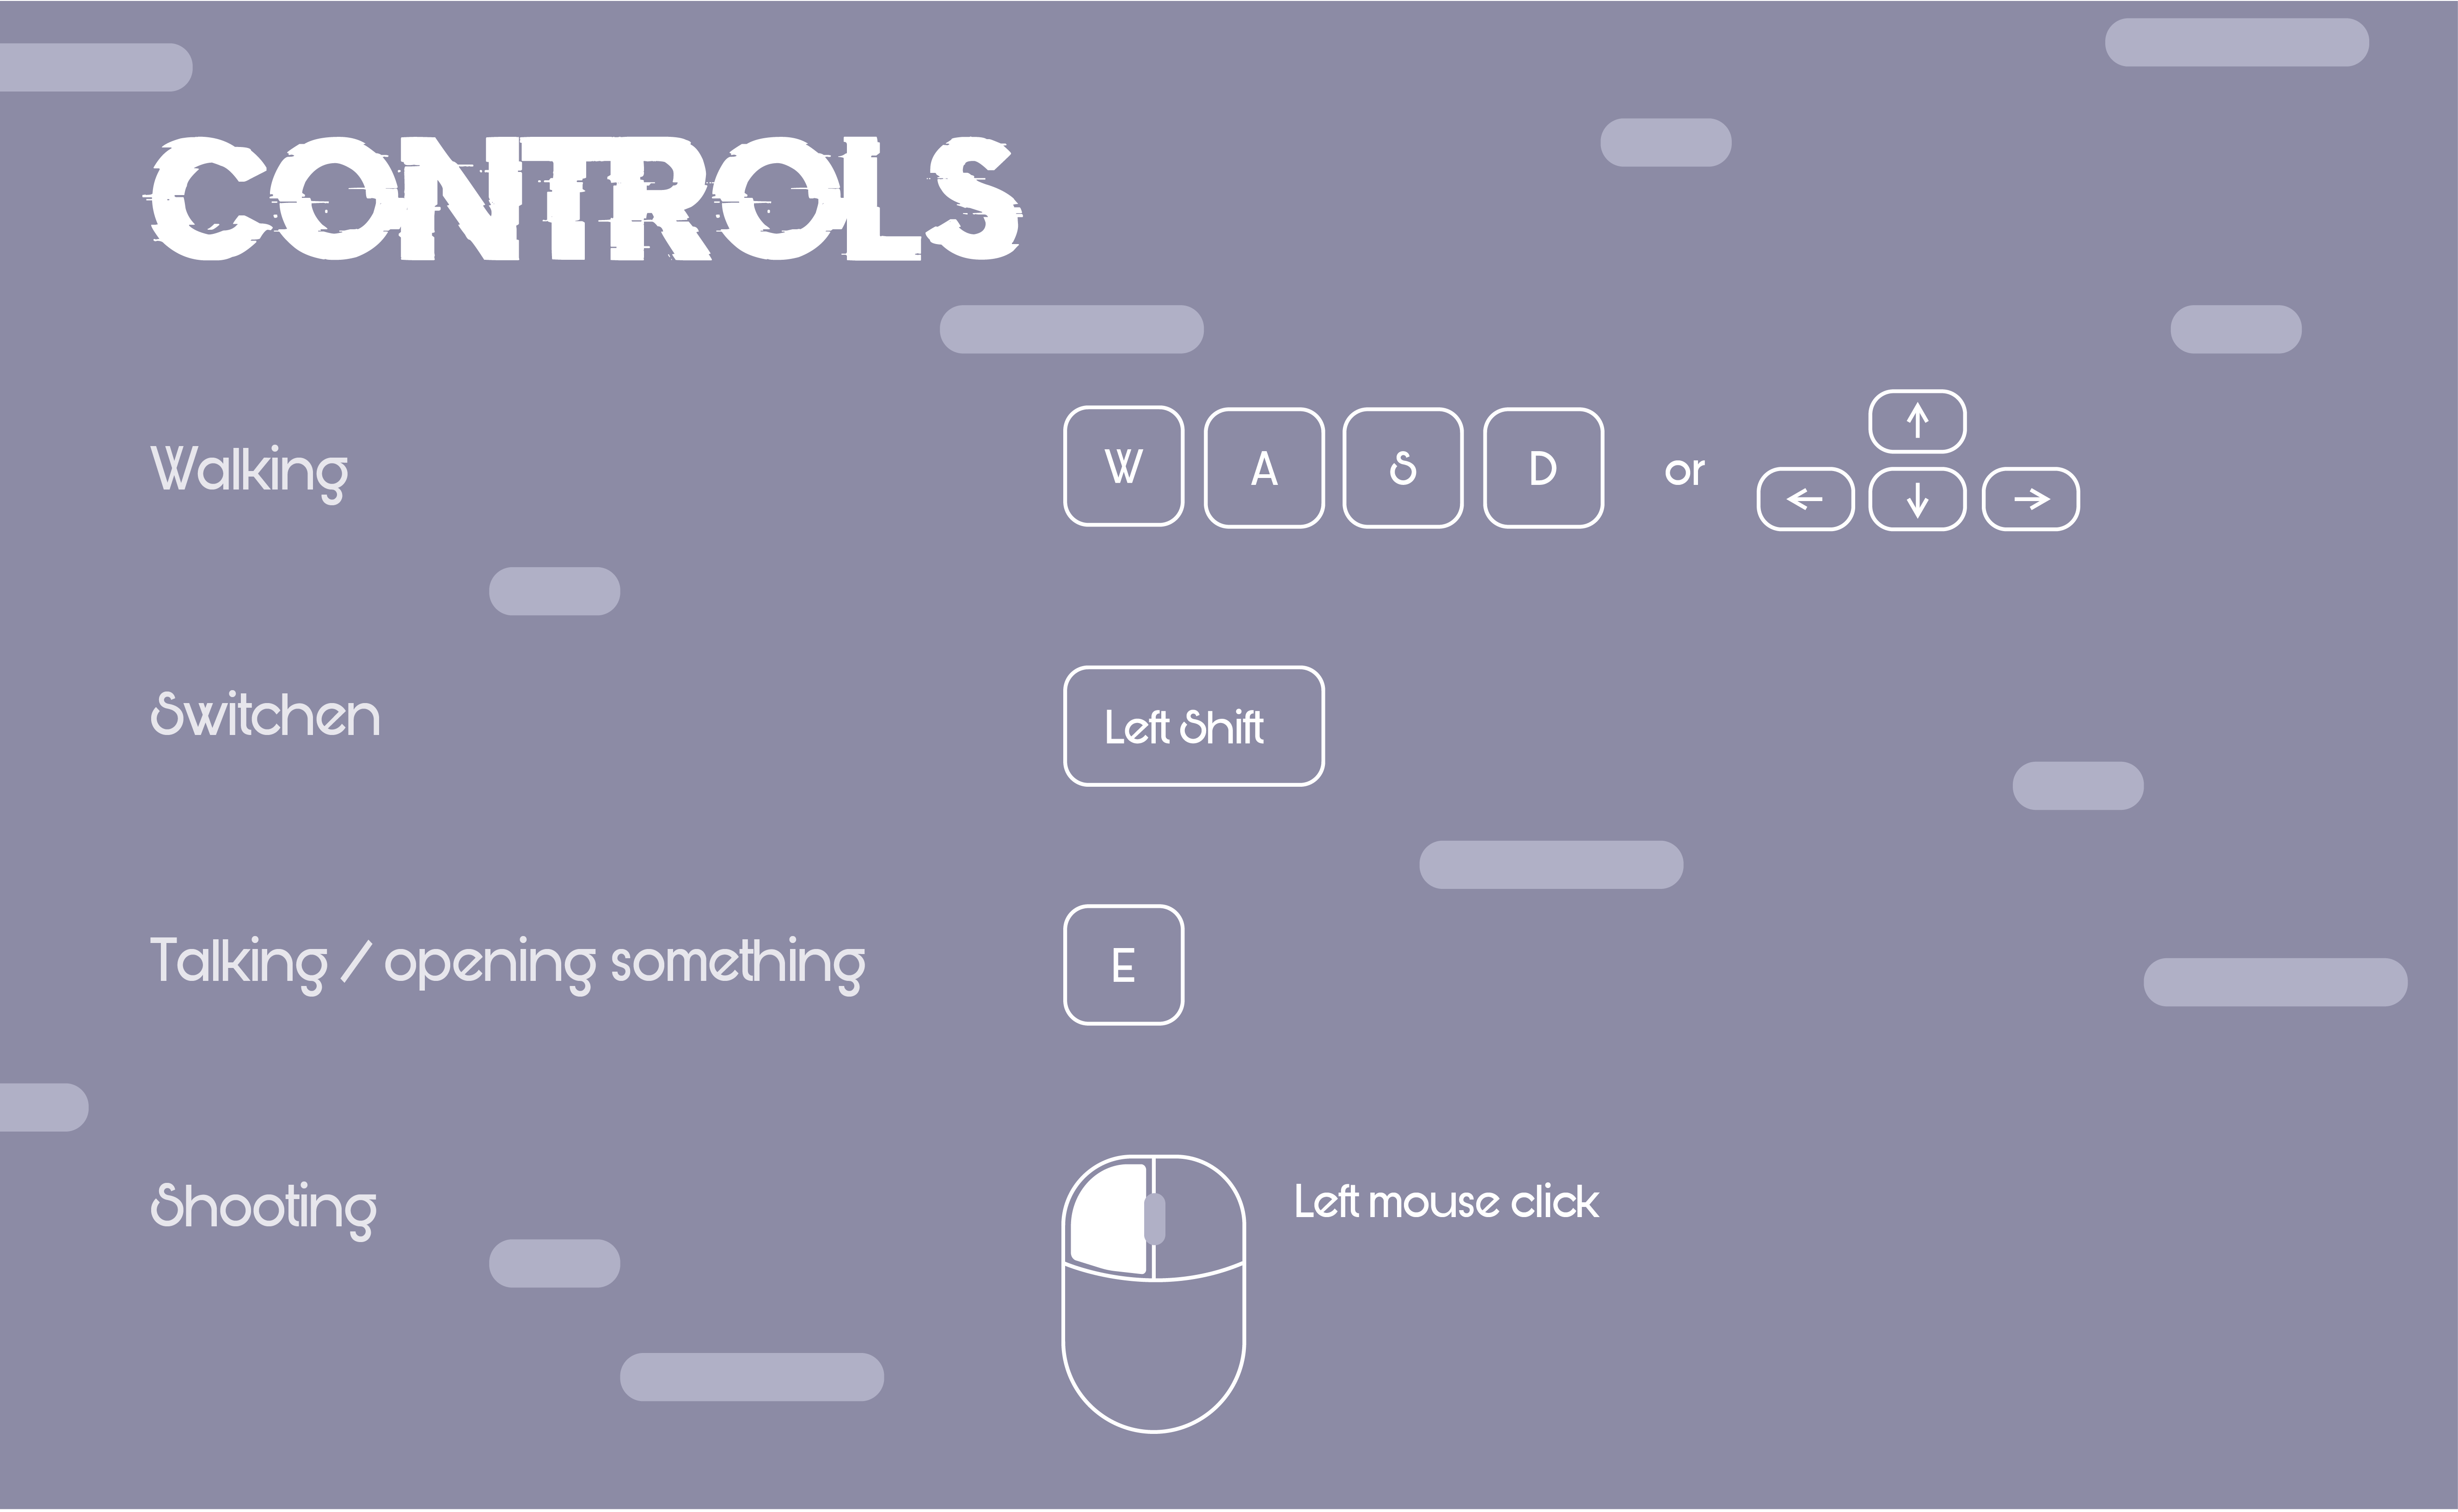 CONTROLS
Walking
W A S D or ↑ ← ↓ →
Switchen
Left Shift
Talking / opening something
E
Shooting
Left mouse click